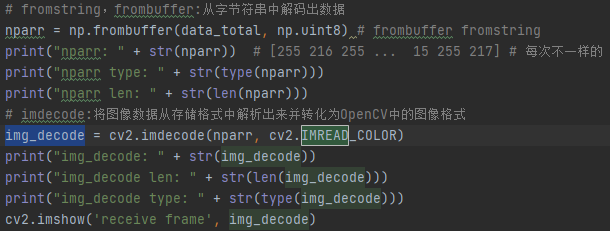 # fromstring，frombuffer:从字节符串中解码出数据
nparr = np.frombuffer(data_total, np.uint8) # frombuffer fromstring
print("nparr: " + str(nparr))  # [255 216 255 ...  15 255 217] # 每次不一样的
print("nparr type: " + str(type(nparr)))
print("nparr len: " + str(len(nparr)))
# imdecode:将图像数据从存储格式中解析出来并转化为OpenCV中的图像格式
img_decode = cv2.imdecode(nparr, cv2.IMREAD_COLOR)
print("img_decode: " + str(img_decode))
print("img_decode len: " + str(len(img_decode)))
print("img_decode type: " + str(type(img_decode)))
cv2.imshow('receive frame', img_decode)